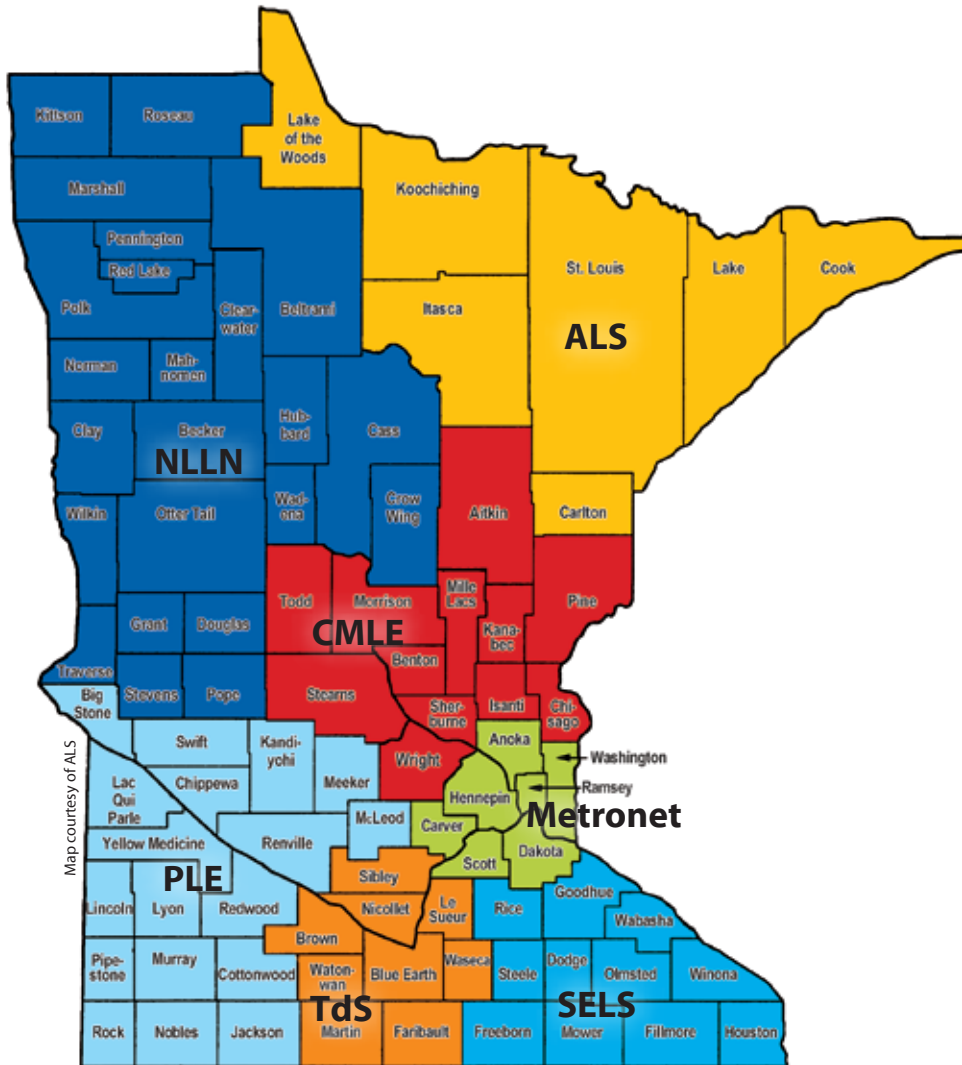 Kittson
Roseau
Lake
of the
Woods
Marshall
Koochiching
Pennington
Red Lake
St. Louis
Lake
Cook
Polk
Clear-
water
Beltrami
Itasca
ALS
Norman
Mah-
nomen
Clay
Becker
Hub-
bard
Cass
NLLN
Wilkin
Otter Tail
Wad-
ena
Crow
Wing
Aitkin
Carlton
Todd
Morrison
Mille
Lacs
Pine
Grant
Douglas
CMLE
Kana-
bec
Benton
Traverse
Stevens
Pope
Stearns
Big
Stone
Sher-
burne
Isanti
Chi-
sago
Swift
Kandi-
yohi
Anoka
Washington
Wright
Lac
Qui
Parle
Chippewa
Meeker
Ramsey
Hennepin
Metronet
McLeod
Carver
Yellow Medicine
Renville
Scott
Dakota
Map courtesy of ALS
PLE
Sibley
Lincoln
Lyon
Redwood
Nicollet
Le
Sueur
Rice
Goodhue
Wabasha
Brown
Pipe-
stone
Murray
Cottonwood
Waton-
wan
Blue Earth
Waseca
Steele
Dodge
Olmsted
Winona
TdS
SELS
Rock
Nobles
Jackson
Martin
Faribault
Freeborn
Mower
Fillmore
Houston